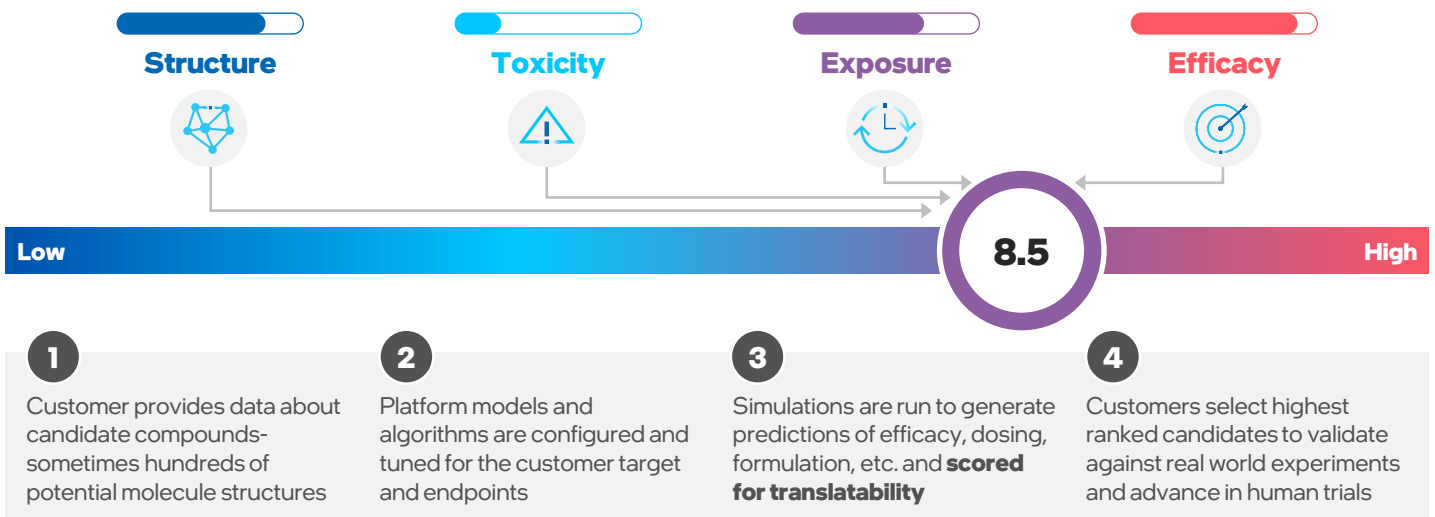 Structure
Toxicity
Exposure
Efficacy
Low
8.5
High
1
Customer provides data about
candidate compounds-
sometimes hundreds of
potential molecule structures
2
Platform models and
algorithms are configured and
tuned for the customer target
and endpoints
3
Simulations are run to generate
predictions of efficacy, dosing,
formulation, etc. and scored
for translatability
4
Customers select highest
ranked candidates to validate
against real world experiments
and advance in human trials